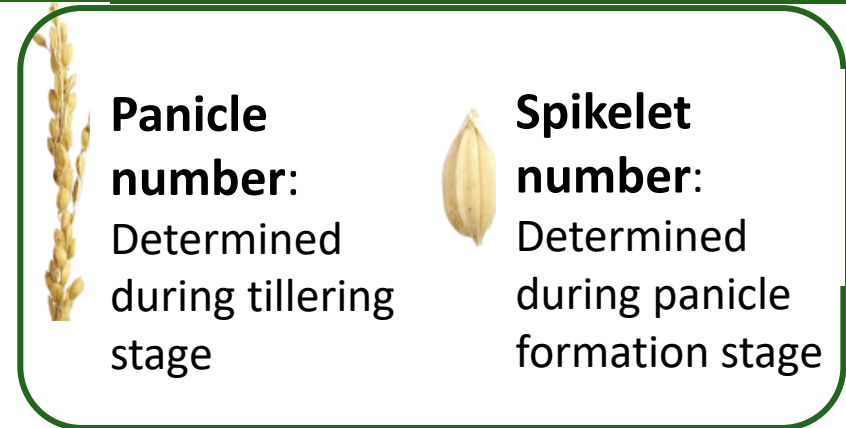 Panicle
number:
Determined
during tillering
stage
Spikelet
number:
Determined
during panicle
formation stage